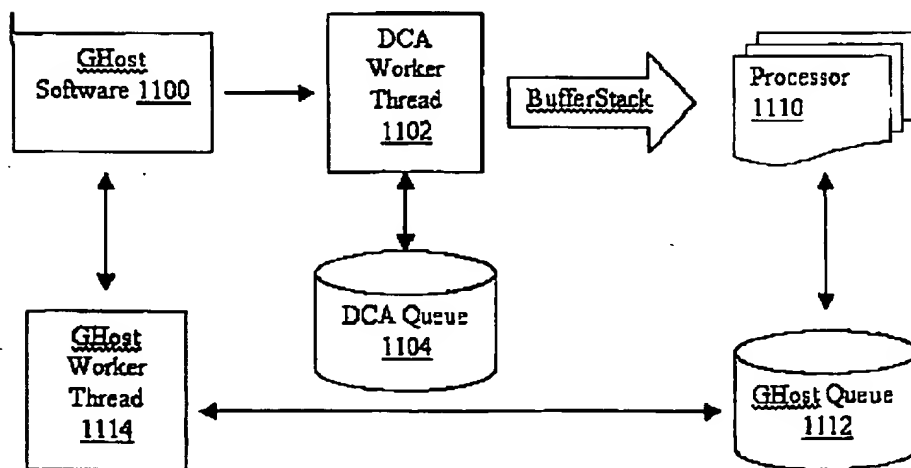 GHost
Software 1100
DCA
Worker
Thread
1102
BufferStack
Processor
1110
DCA Queue
1104
GHost
Worker
Thread
1114
GHost Queue
1112